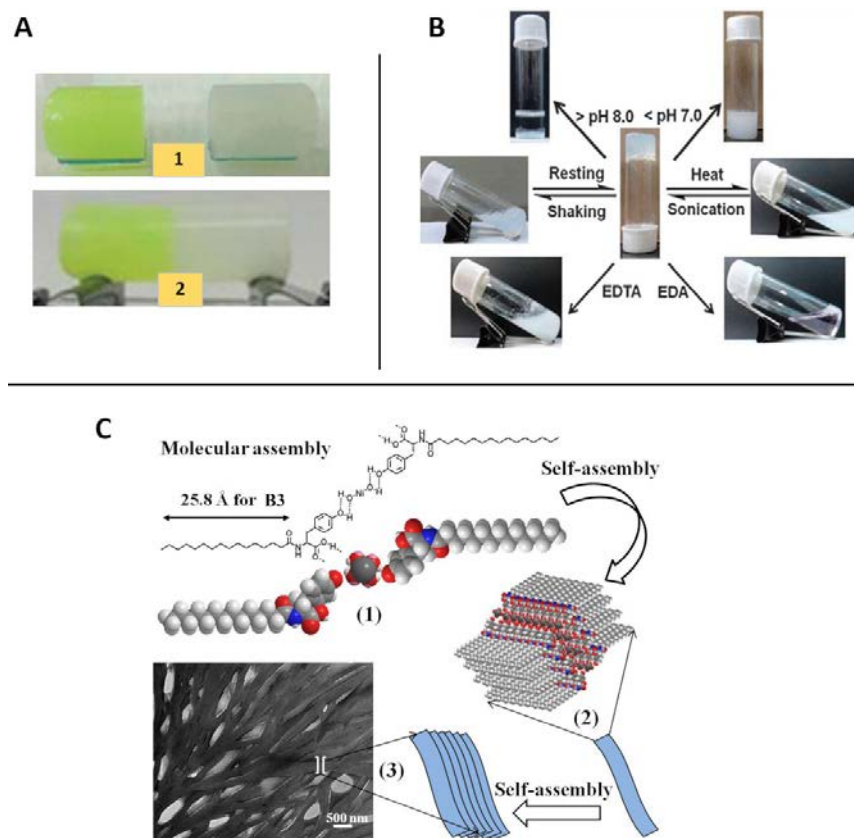 A
1
2
B
> pH 8.0 < pH 7.0
Resting
Shaking
Heat
Sonication
EDTA EDA
C
Molecular assembly
25.8 Å for B3
Self-assembly
(1)
(2)
(3)
Self-assembly
500 nm